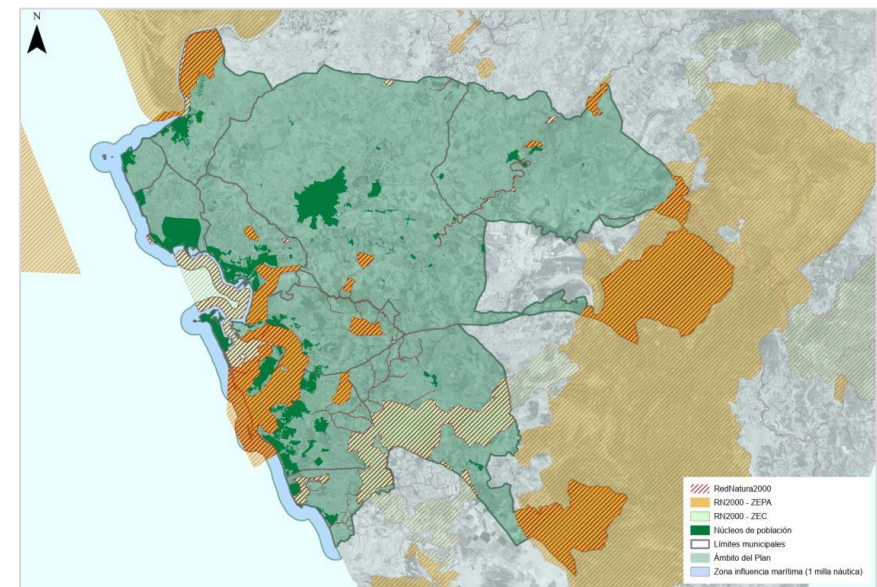 N
RedNatura2000
RN2000 - ZEPA
RN2000 - ZEC
Núcleos de población
Límites municipales
Ámbito del Plan
Zona influencia marítima (1 milla náutica)